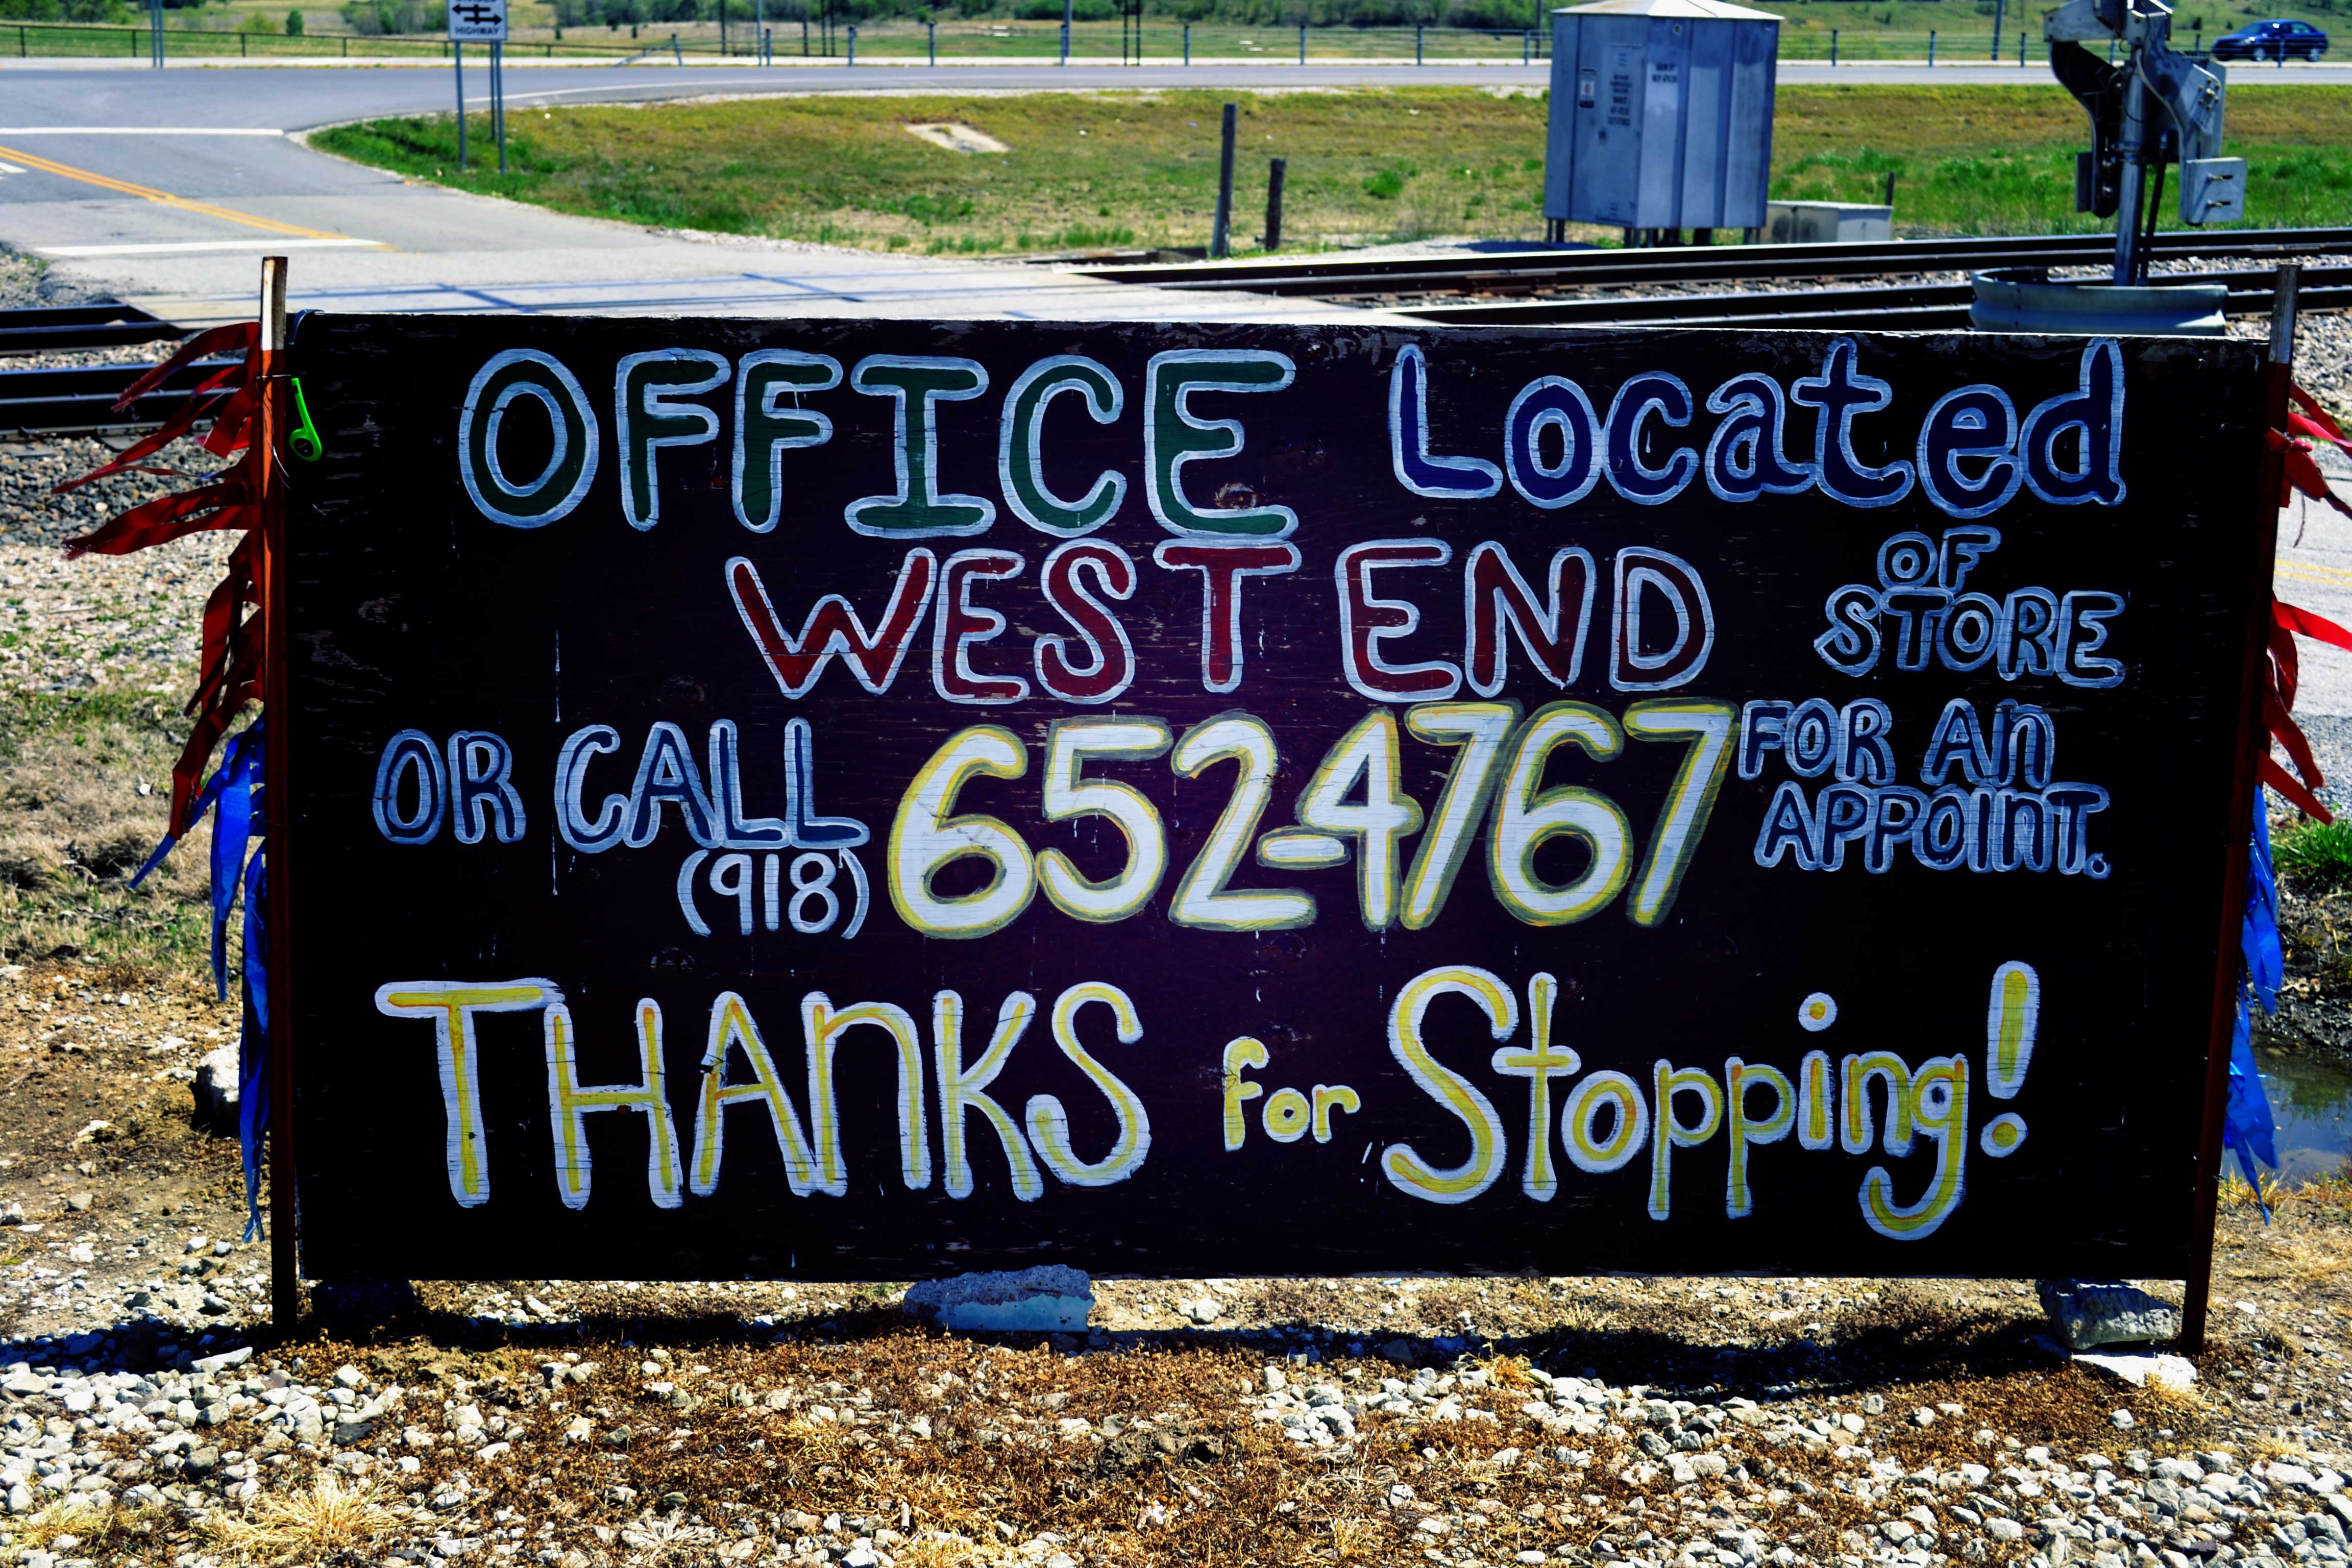 HIGHWAY
OFFICE Located
WEST END OF STORE
OR CALL (918) 652-4767 FOR An APPOINT.
THAnKS for Stopping!